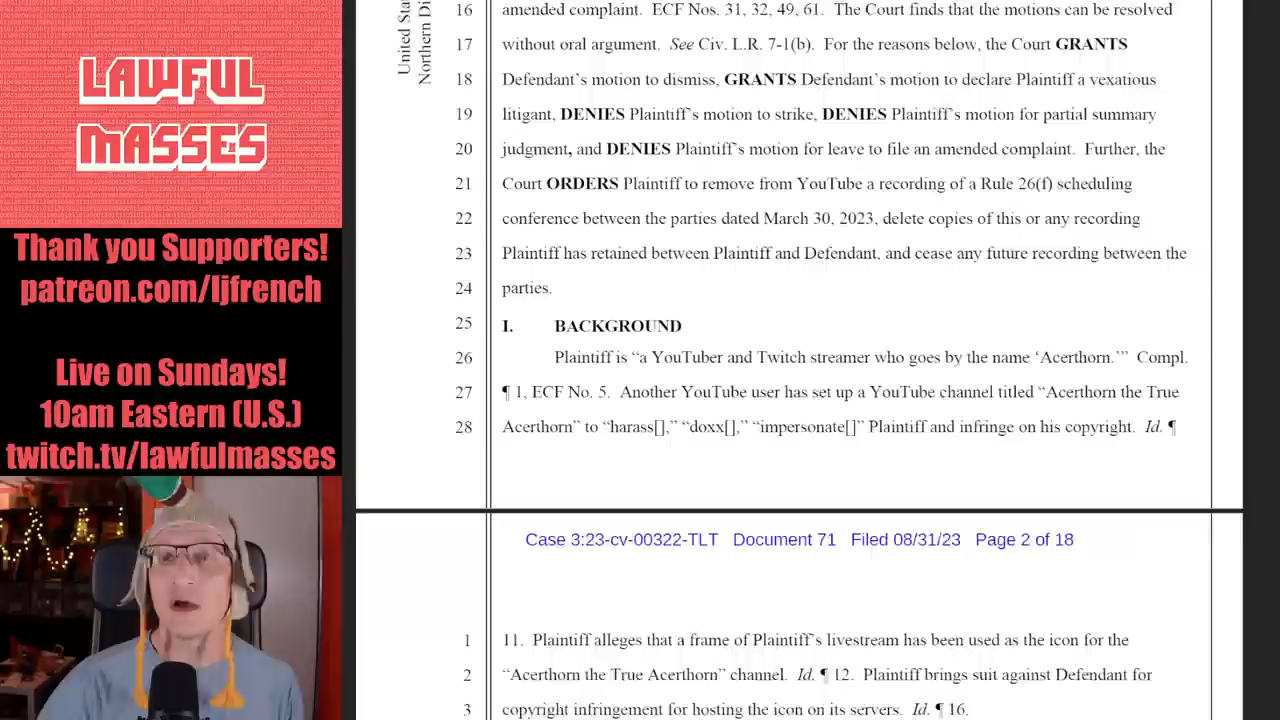 LAWFUL
MASSES
Thank you Supporters!
patreon.com/ljfrench
Live on Sundays!
10am Eastern (U.S.)
twitch.tv/lawfulmasses
United Sta
Northern Di
16 amended complaint. ECF Nos. 31, 32, 49, 61. The Court finds that the motions can be resolved
17 without oral argument. See Civ. L.R. 7-1(b). For the reasons below, the Court GRANTS
18 Defendant’s motion to dismiss, GRANTS Defendant’s motion to declare Plaintiff a vexatious
19 litigant, DENIES Plaintiff’s motion to strike, DENIES Plaintiff’s motion for partial summary
20 judgment, and DENIES Plaintiff’s motion for leave to file an amended complaint. Further, the
21 Court ORDERS Plaintiff to remove from YouTube a recording of a Rule 26(f) scheduling
22 conference between the parties dated March 30, 2023, delete copies of this or any recording
23 Plaintiff has retained between Plaintiff and Defendant, and cease any future recording between the
24 parties.
25 I. BACKGROUND
26 Plaintiff is “a YouTuber and Twitch streamer who goes by the name ‘Acerthorn.’” Compl.
27 ¶ 1, ECF No. 5. Another YouTube user has set up a YouTube channel titled “Acerthorn the True
28 Acerthorn” to “harass[],” “doxx[],” “impersonate[]” Plaintiff and infringe on his copyright. Id. ¶
Case 3:23-cv-00322-TLT Document 71 Filed 08/31/23 Page 2 of 18
1 11. Plaintiff alleges that a frame of Plaintiff’s livestream has been used as the icon for the
2 “Acerthorn the True Acerthorn” channel. Id. ¶ 12. Plaintiff brings suit against Defendant for
3 copyright infringement for hosting the icon on its servers. Id. ¶ 16.